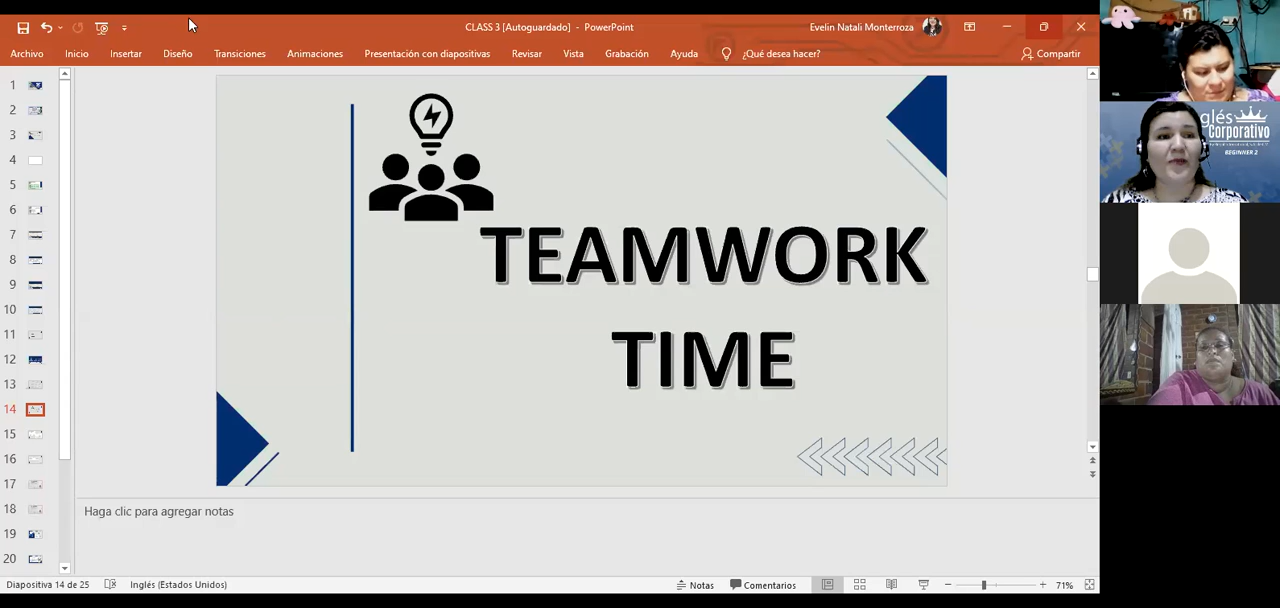 CLASS 3 [Autoguardado] - PowerPoint
Evelin Natali Monterroza
Archivo Inicio Insertar Diseño Transiciones Animaciones Presentación con diapositivas Revisar Vista Grabación Ayuda ¿Qué desea hacer? Compartir
1
2
3
4
5
6
7
8
9
10
11
12
13
14
15
16
17
18
19
20
TEAMWORK
TIME
Haga clic para agregar notas
Diapositiva 14 de 25 Inglés (Estados Unidos) Notas Comentarios 71%
glés
Corporativo
BEGINNER 2